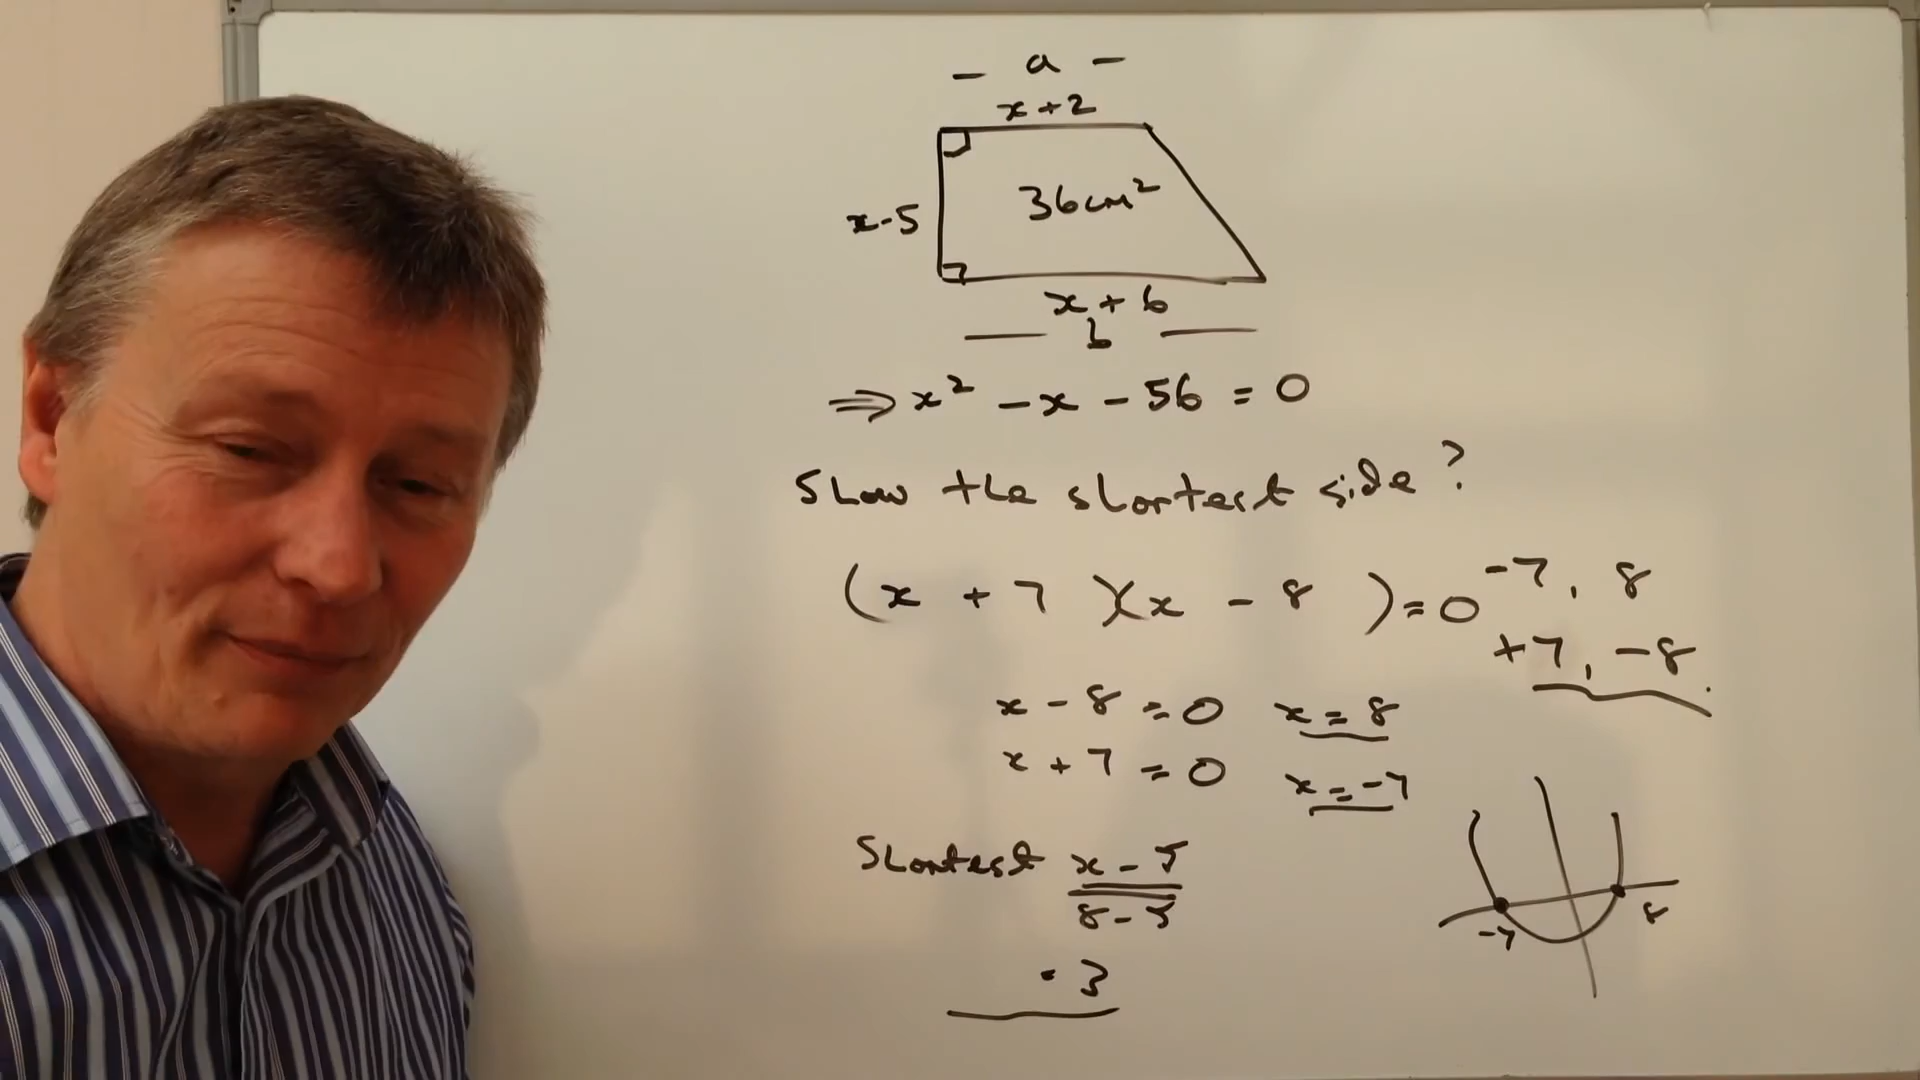 - a -
x+2
x-5
36cm²
x+6
b
⇒ x² - x - 56 = 0
Show the shortest side?
(x + 7)(x - 8) = 0
-7, 8
+7, -8
x - 8 = 0 x = 8
x + 7 = 0 x = -7
Shortest x - 5
8 - 5
= 3
-7 8